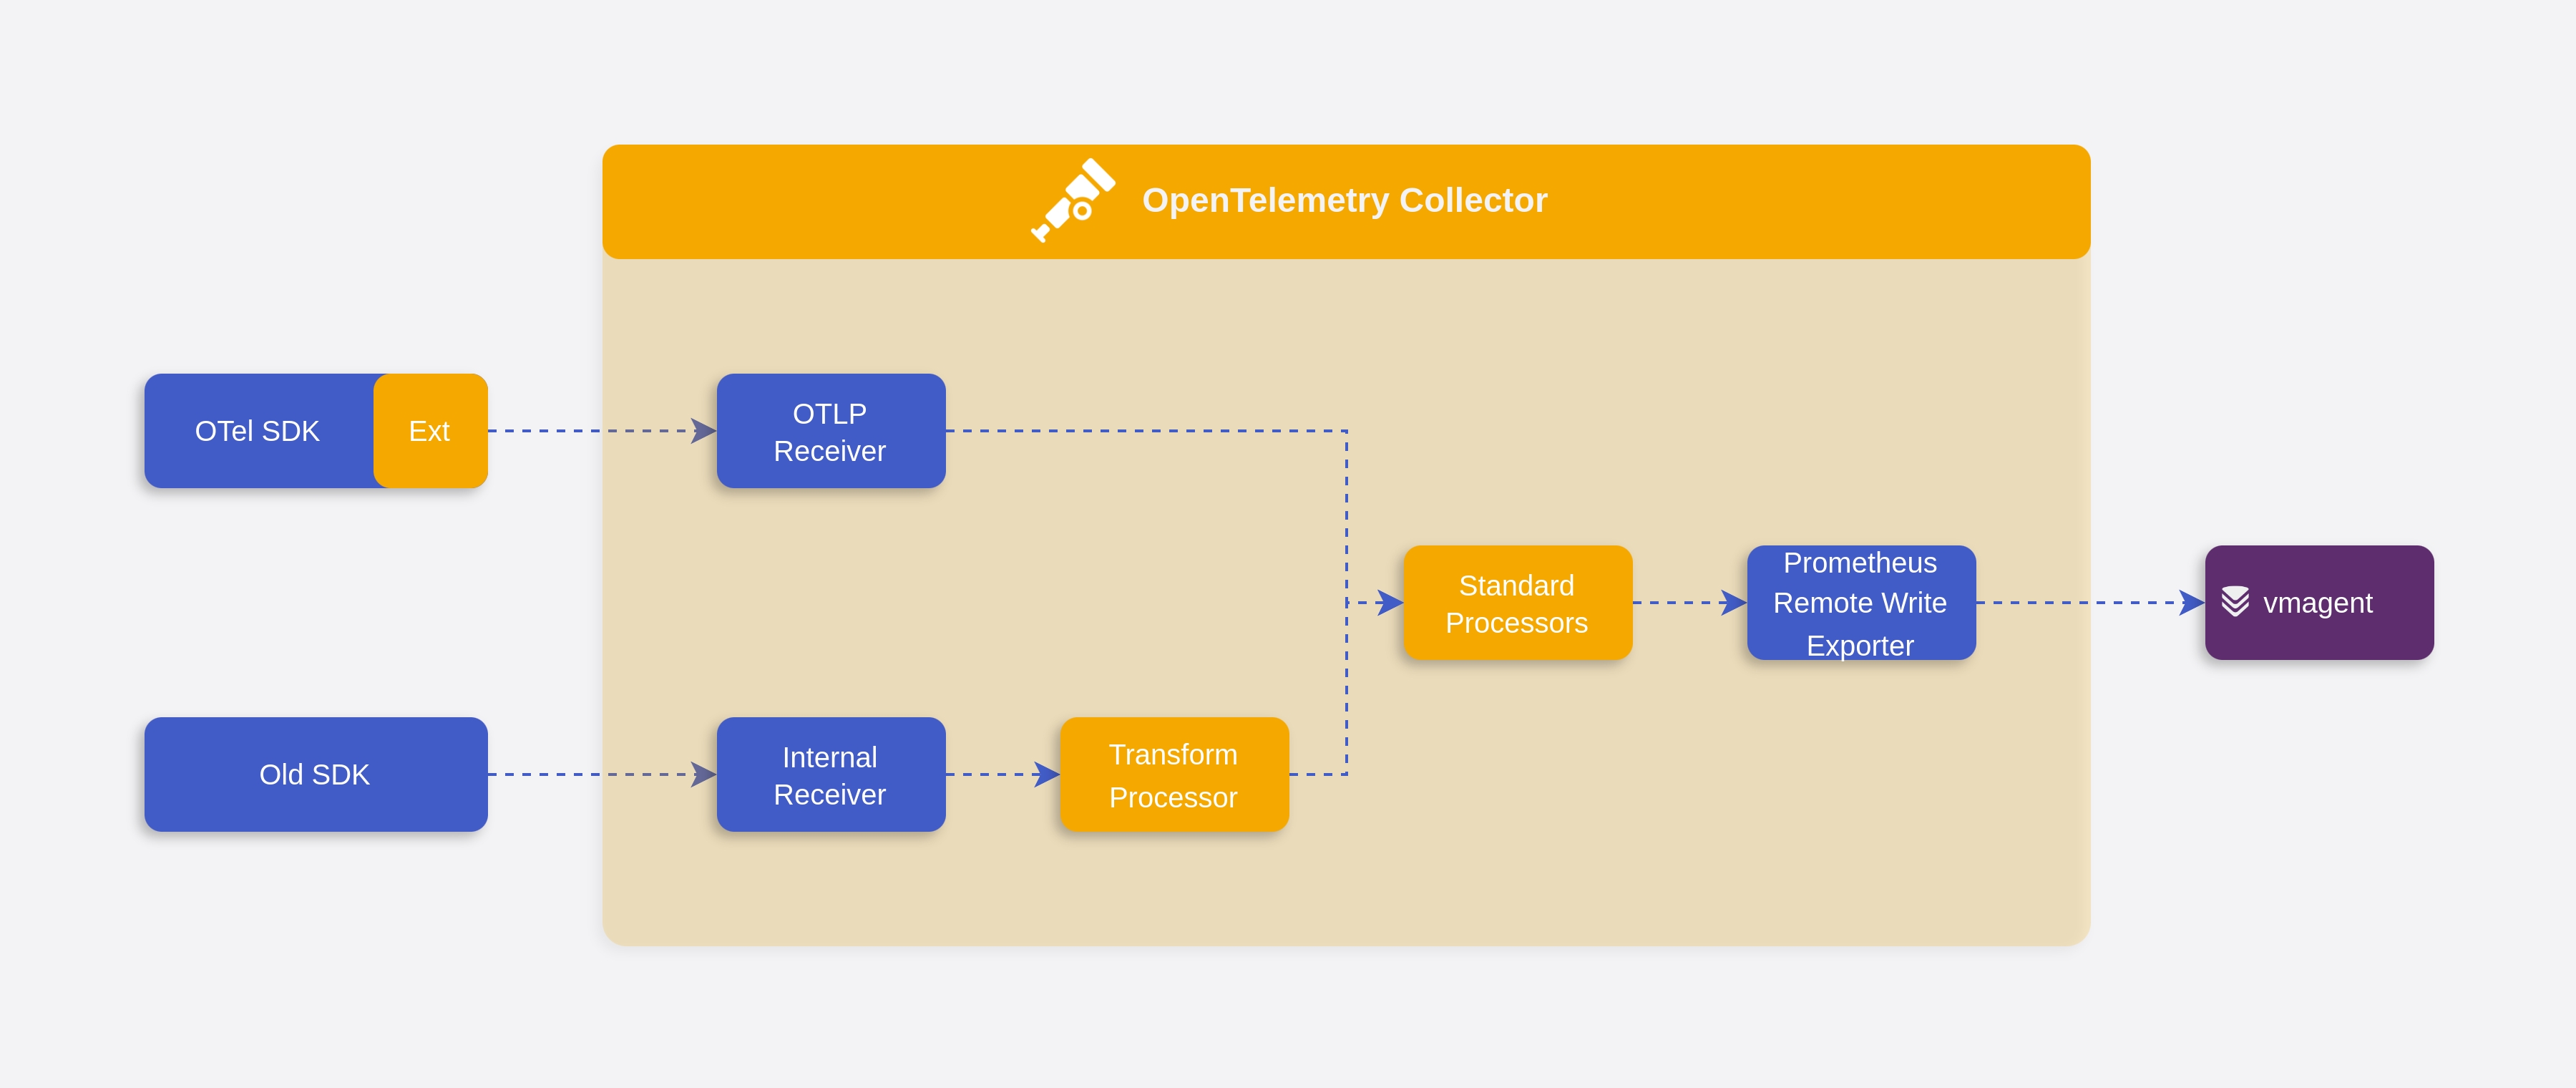 OpenTelemetry Collector
OTel SDK
Ext
OTLP
Receiver
Standard
Processors
Prometheus
Remote Write
Exporter
vmagent
Old SDK
Internal
Receiver
Transform
Processor